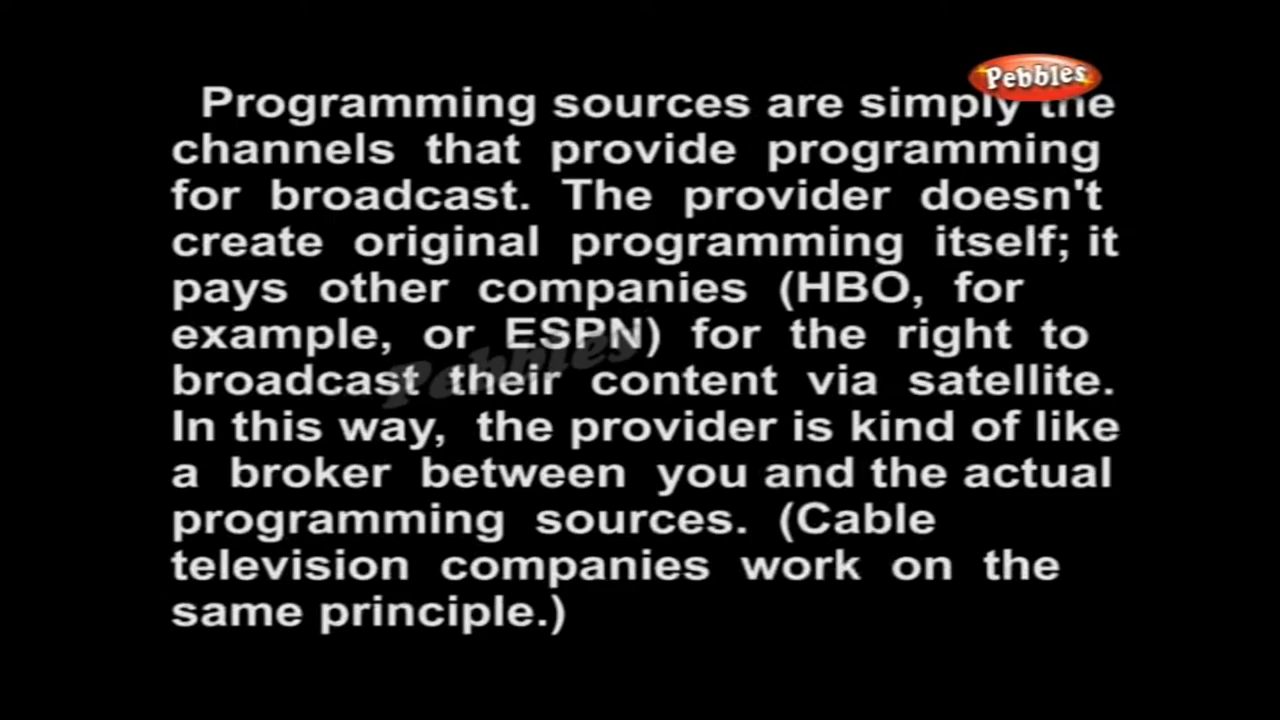 Pebbles
Programming sources are simply the
channels that provide programming
for broadcast. The provider doesn't
create original programming itself; it
pays other companies (HBO, for
example, or ESPN) for the right to
broadcast their content via satellite.
Pebbles
In this way, the provider is kind of like
a broker between you and the actual
programming sources. (Cable
television companies work on the
same principle.)